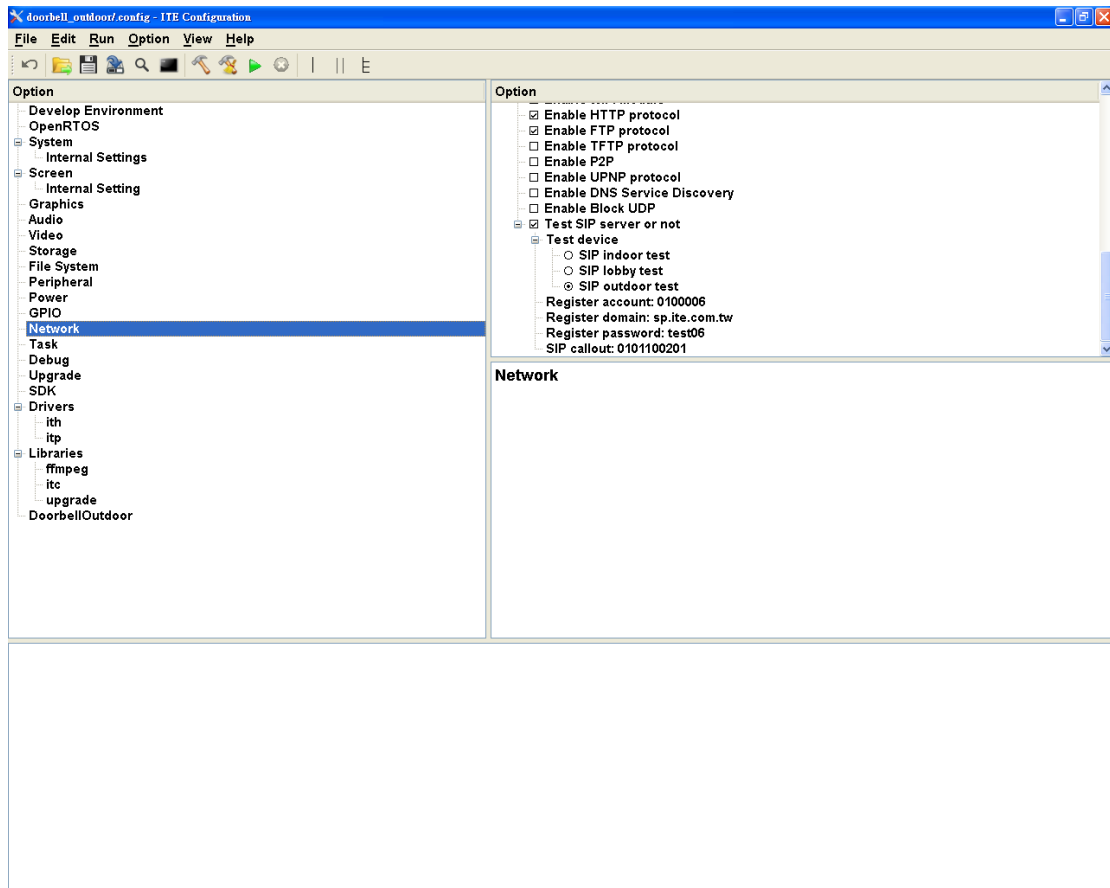 doorbell_outdoor/.config - ITE Configuration
File Edit Run Option View Help
Option
Develop Environment
OpenRTOS
System
Internal Settings
Screen
Internal Setting
Graphics
Audio
Video
Storage
File System
Peripheral
Power
GPIO
Network
Task
Debug
Upgrade
SDK
Drivers
ith
itp
Libraries
ffmpeg
itc
upgrade
DoorbellOutdoor
Option
Enable HTTP protocol
Enable FTP protocol
Enable TFTP protocol
Enable P2P
Enable UPNP protocol
Enable DNS Service Discovery
Enable Block UDP
Test SIP server or not
Test device
SIP indoor test
SIP lobby test
SIP outdoor test
Register account: 0100006
Register domain: sp.ite.com.tw
Register password: test06
SIP callout: 0101100201
Network